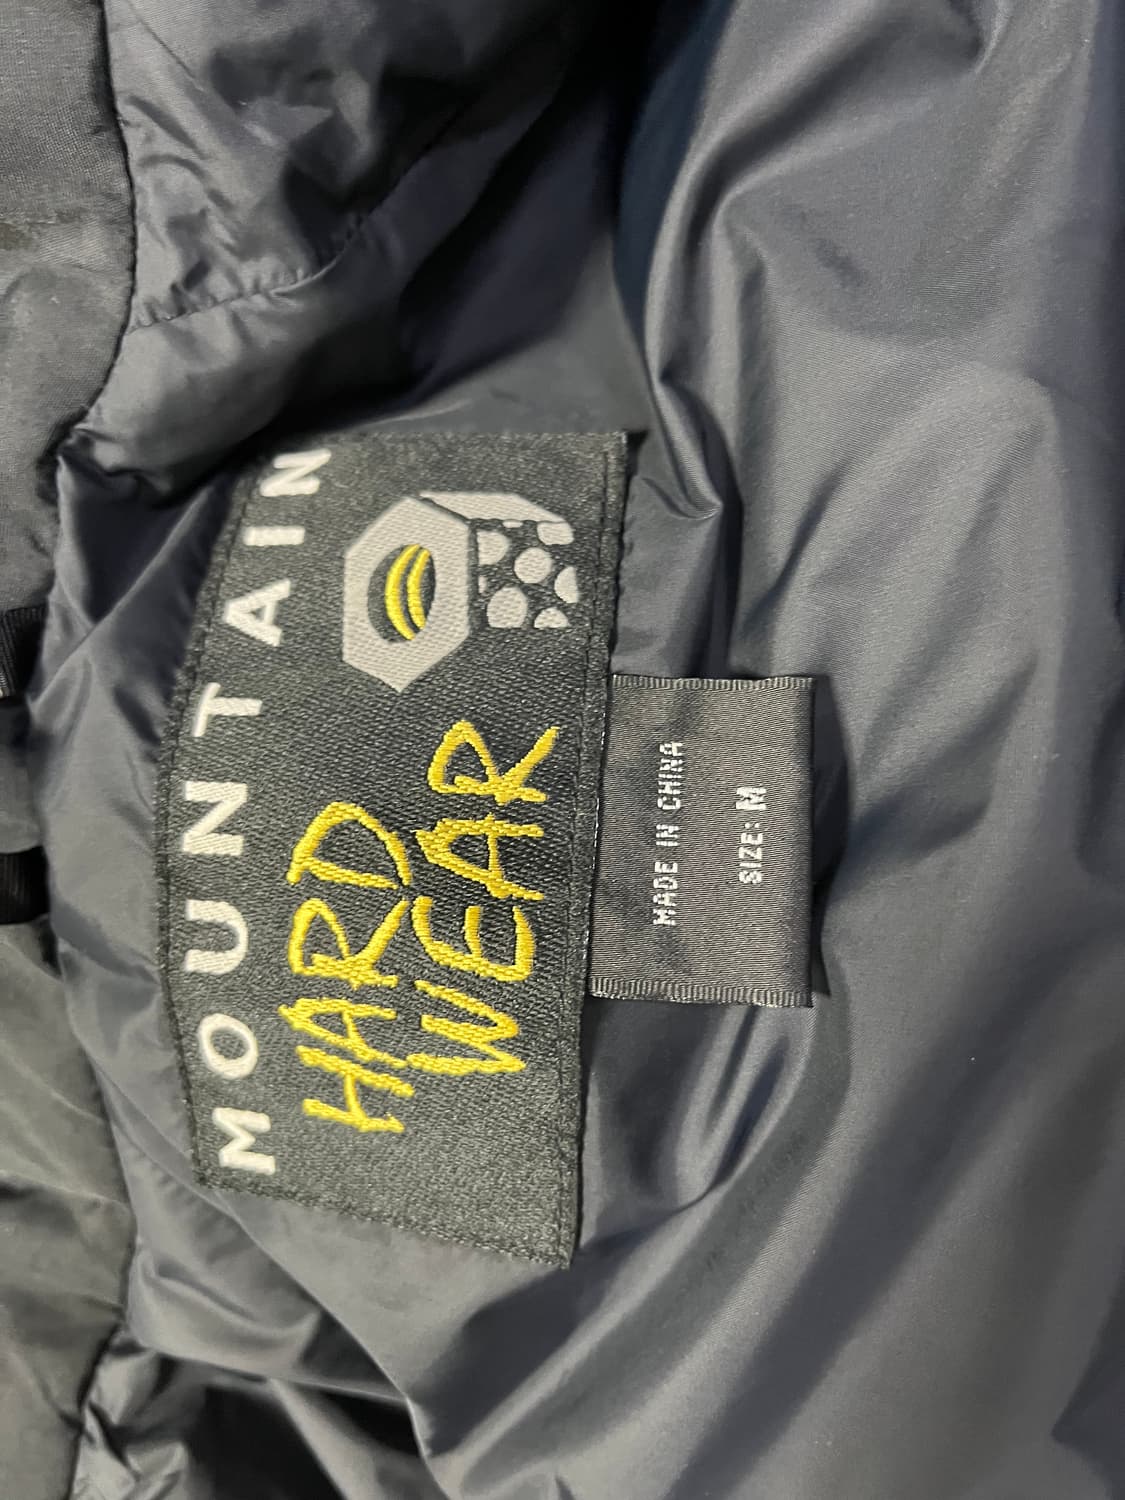 MOUNTAIN
HARD
WEAR
MADE IN CHINA
SIZE: M